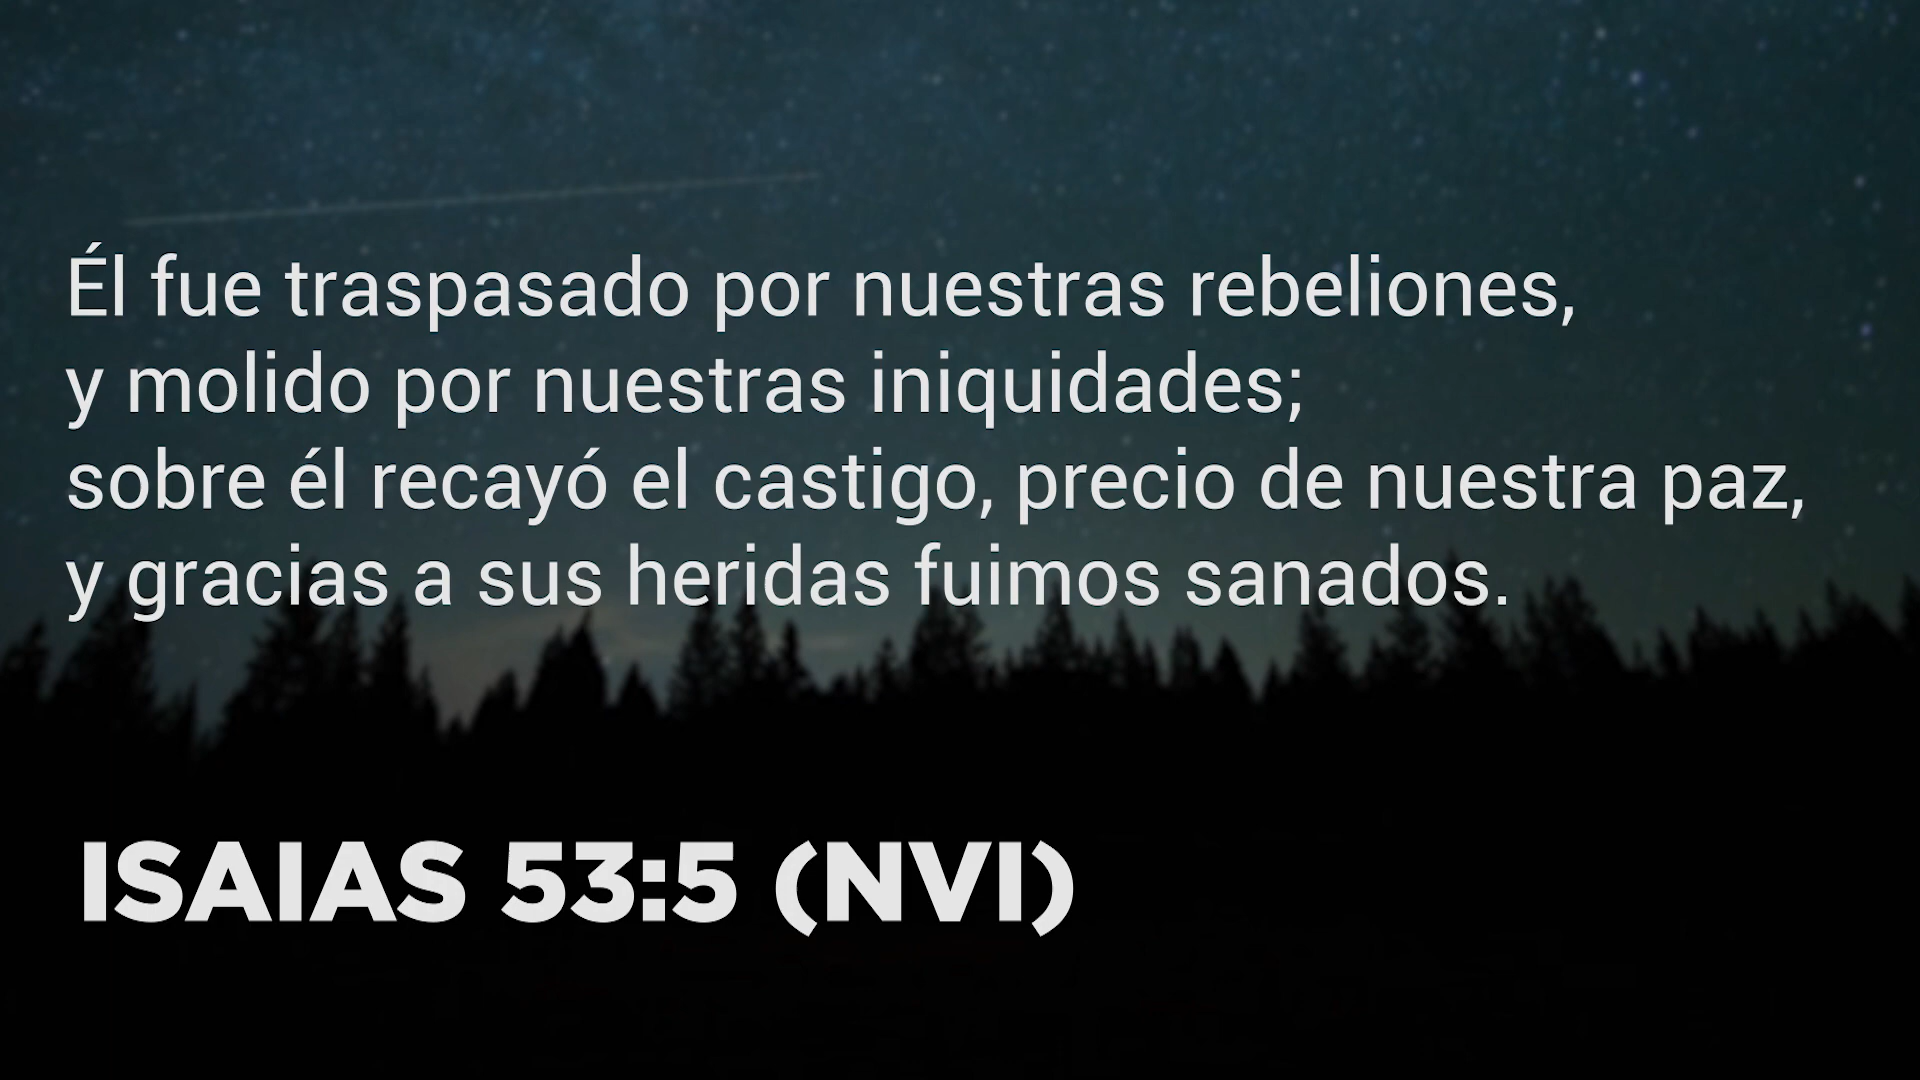 Él fue traspasado por nuestras rebeliones,
y molido por nuestras iniquidades;
sobre él recayó el castigo, precio de nuestra paz,
y gracias a sus heridas fuimos sanados.
ISAIAS 53:5 (NVI)